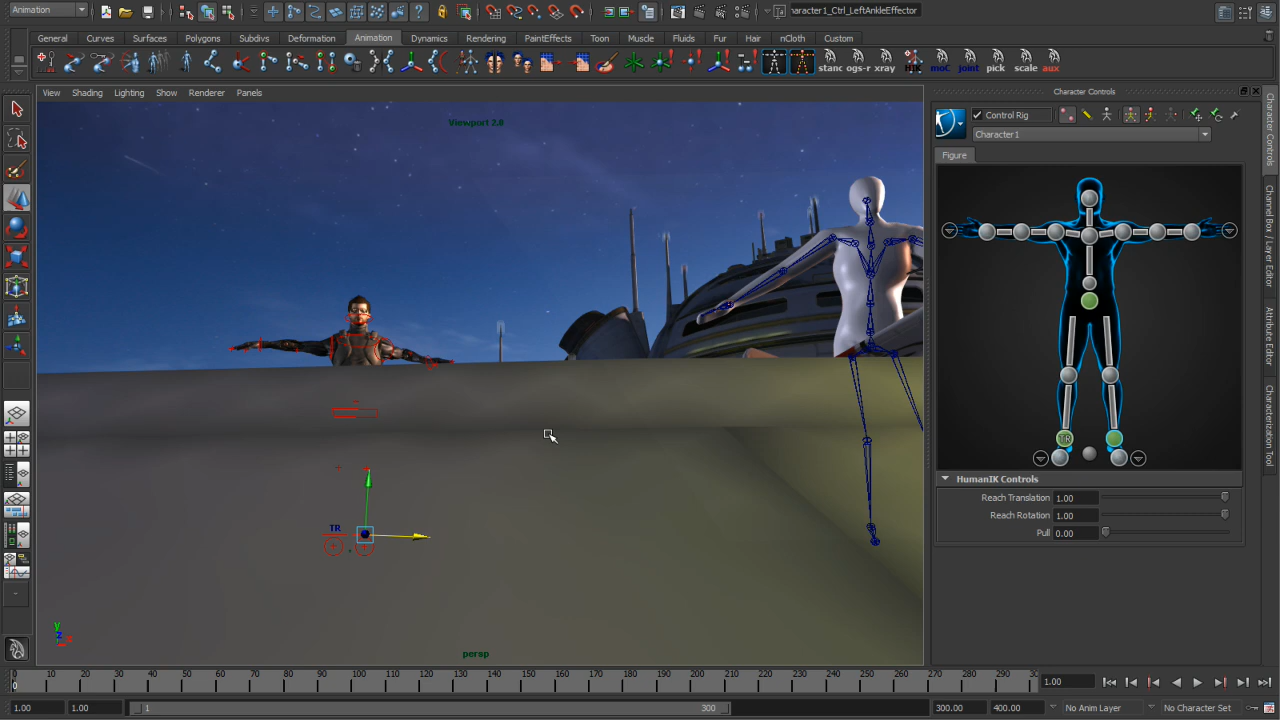 Animation
haracter1_Ctrl_LeftAnkleEffector
General Curves Surfaces Polygons Subdivs Deformation Animation Dynamics Rendering PaintEffects Toon Muscle Fluids Fur Hair nCloth Custom
stanc ogs-r xray HIK moC joint pick scale aux
View Shading Lighting Show Renderer Panels
Character Controls
Viewport 2.0
Control Rig
Character1
Figure
TR
HumanIK Controls
Reach Translation 1.00
Reach Rotation 1.00
Pull 0.00
TR
y
z
x
persp
Character Controls
Channel Box / Layer Editor
Attribute Editor
Characterization Tool
0 10 20 30 40 50 60 70 80 90 100 110 120 130 140 150 160 170 180 190 200 210 220 230 240 250 260 270 280 290 30
0
1.00
1.00 1.00 1 300 300.00 400.00 No Anim Layer No Character Set